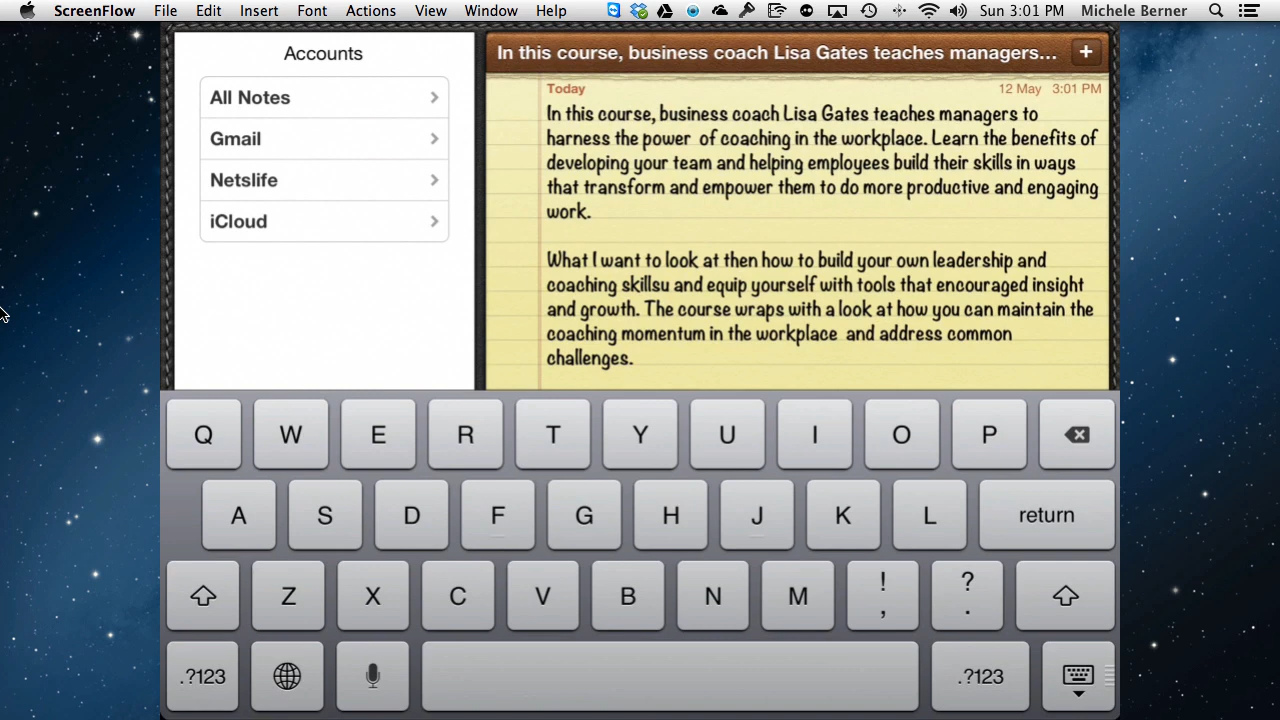 ScreenFlow File Edit Insert Font Actions View Window Help Sun 3:01 PM Michele Berner
Accounts
All Notes
Gmail
Netslife
iCloud
In this course, business coach Lisa Gates teaches managers...
+
Today 12 May 3:01 PM
In this course, business coach Lisa Gates teaches managers to
harness the power of coaching in the workplace. Learn the benefits of
developing your team and helping employees build their skills in ways
that transform and empower them to do more productive and engaging
work.
What I want to look at then how to build your own leadership and
coaching skillsu and equip yourself with tools that encouraged insight
and growth. The course wraps with a look at how you can maintain the
coaching momentum in the workplace and address common
challenges.
Q W E R T Y U I O P
A S D F G H J K L return
Z X C V B N M ! , ? .
.?123 .?123